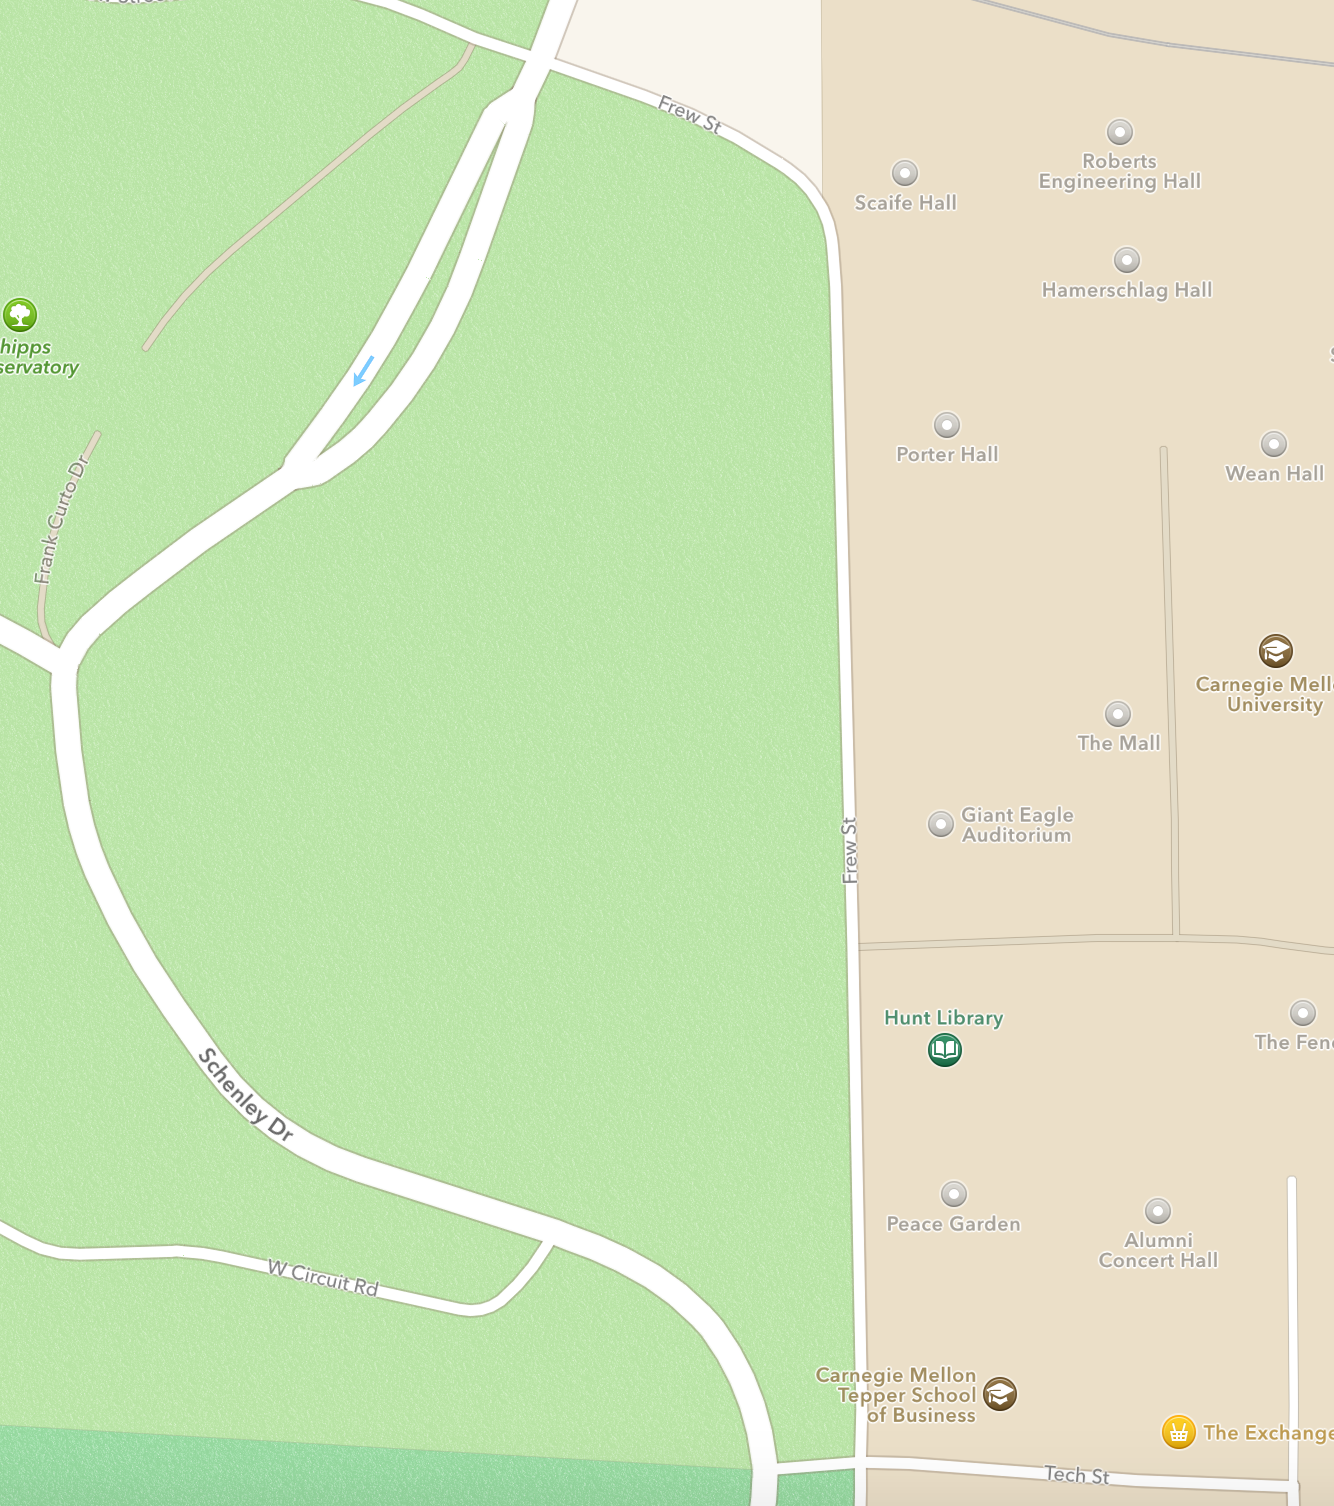 Frew St
Roberts
Engineering Hall
Scaife Hall
Hamerschlag Hall
hipps
servatory
Porter Hall
Wean Hall
Frank Curto Dr
Carnegie Mell
University
The Mall
Giant Eagle
Auditorium
Frew St
Hunt Library
The Fen
Schenley Dr
Peace Garden
Alumni
Concert Hall
W Circuit Rd
Carnegie Mellon
Tepper School
of Business
The Exchange
Tech St